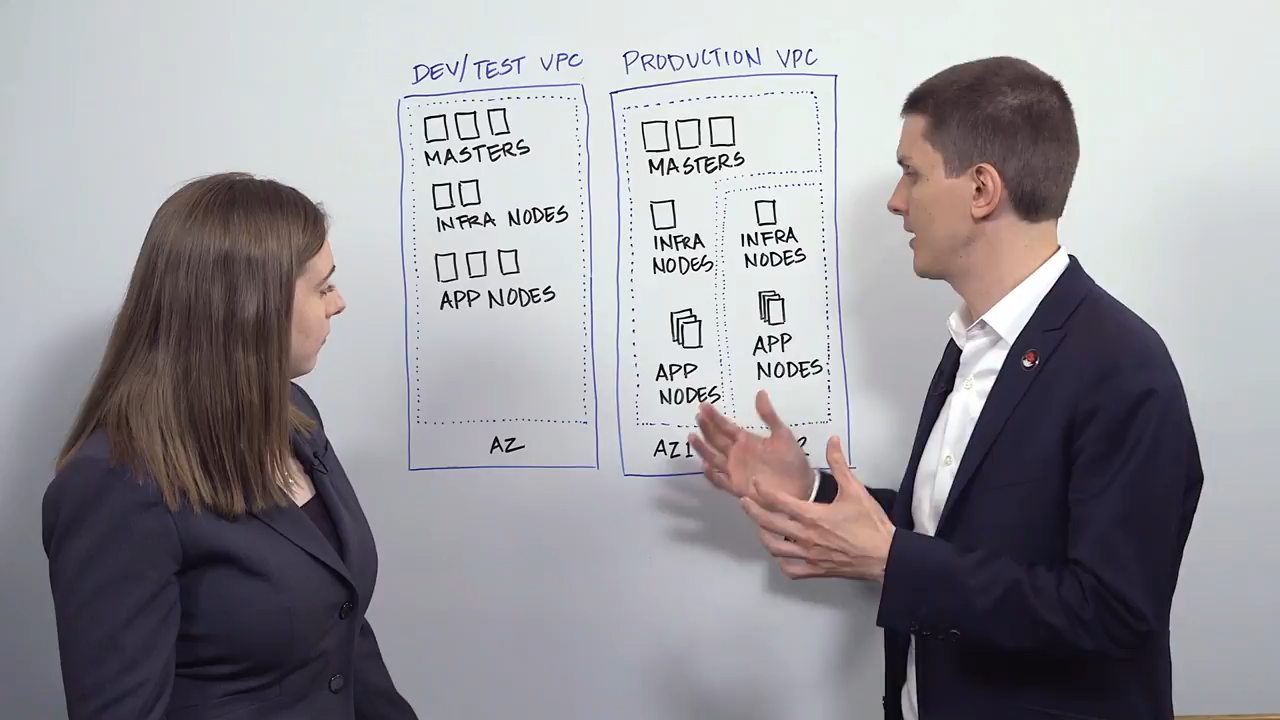 DEV/TEST VPC
MASTERS
INFRA NODES
APP NODES
AZ
PRODUCTION VPC
MASTERS
INFRA
NODES
APP
NODES
AZ1
INFRA
NODES
APP
NODES
2